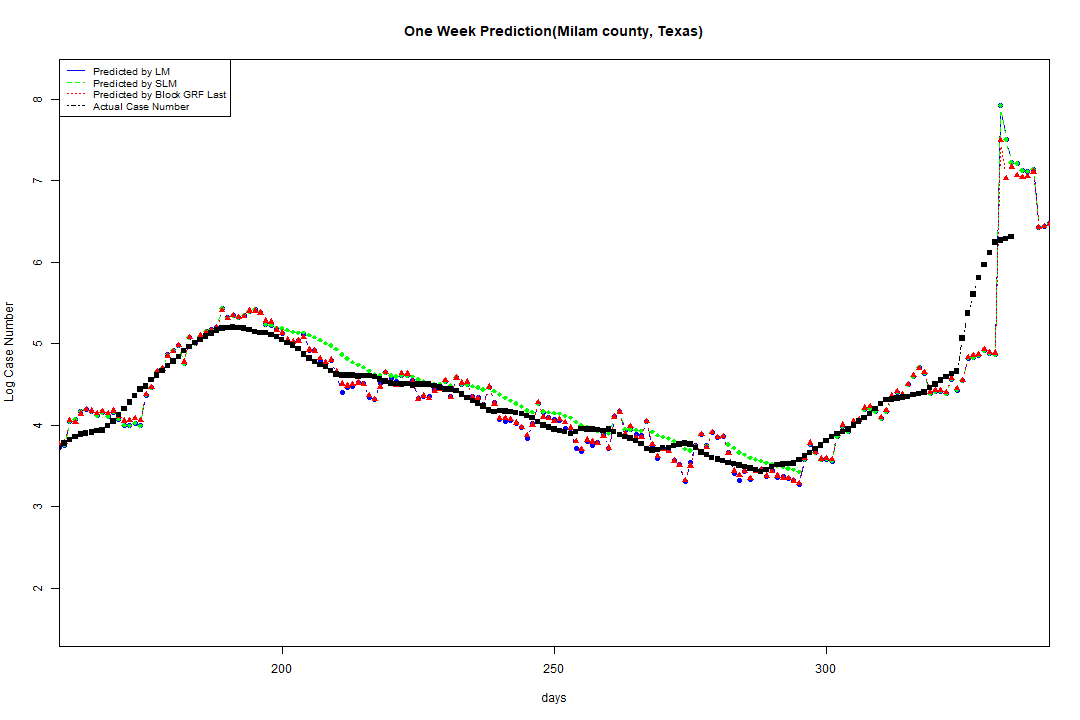 One Week Prediction(Milam county, Texas)
Predicted by LM
Predicted by SLM
Predicted by Block GRF Last
Actual Case Number
8
7
6
5
4
3
2
Log Case Number
200
250
300
days